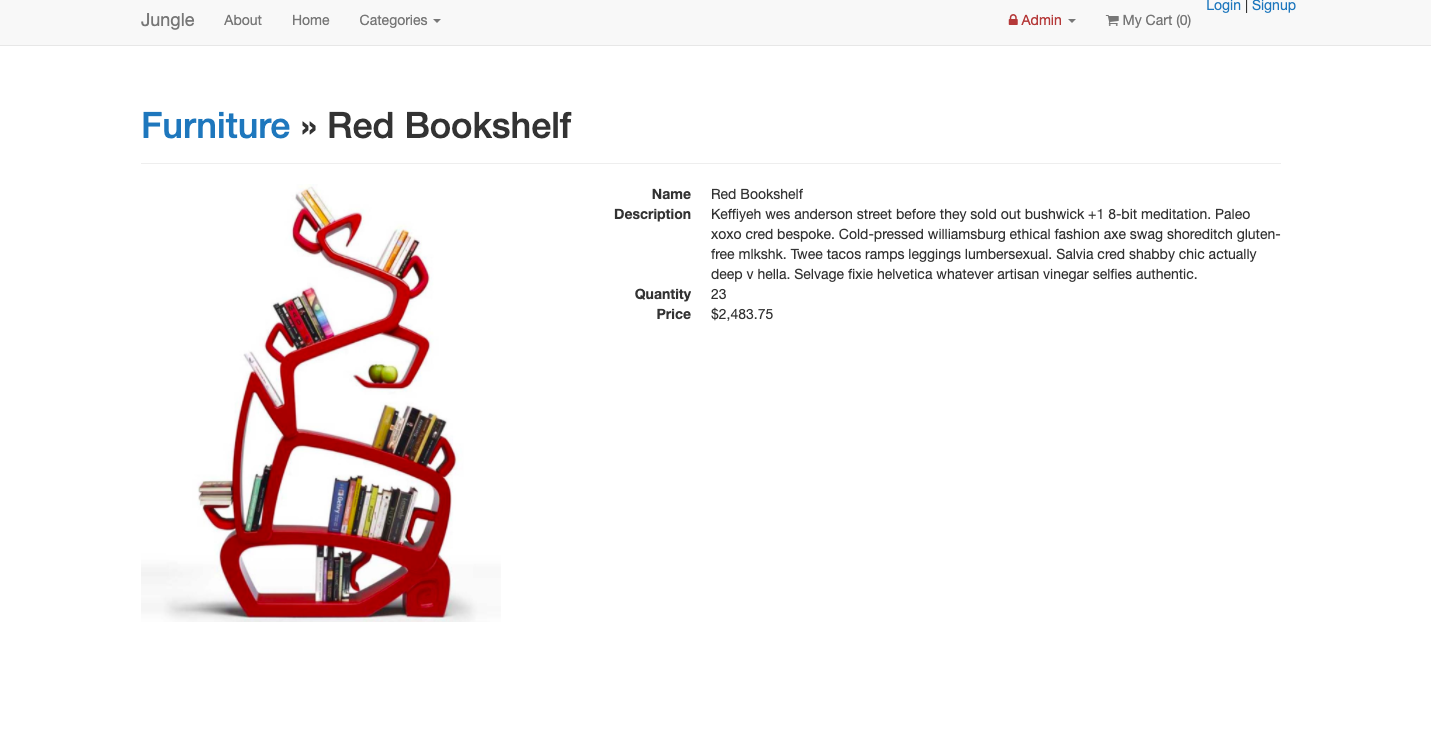 Jungle About Home Categories Admin My Cart (0) Login | Signup
Furniture » Red Bookshelf
Name Red Bookshelf
Description Keffiyeh wes anderson street before they sold out bushwick +1 8-bit meditation. Paleo
xoxo cred bespoke. Cold-pressed williamsburg ethical fashion axe swag shoreditch gluten-
free mlkshk. Twee tacos ramps leggings lumbersexual. Salvia cred shabby chic actually
deep v hella. Selvage fixie helvetica whatever artisan vinegar selfies authentic.
Quantity 23
Price $2,483.75